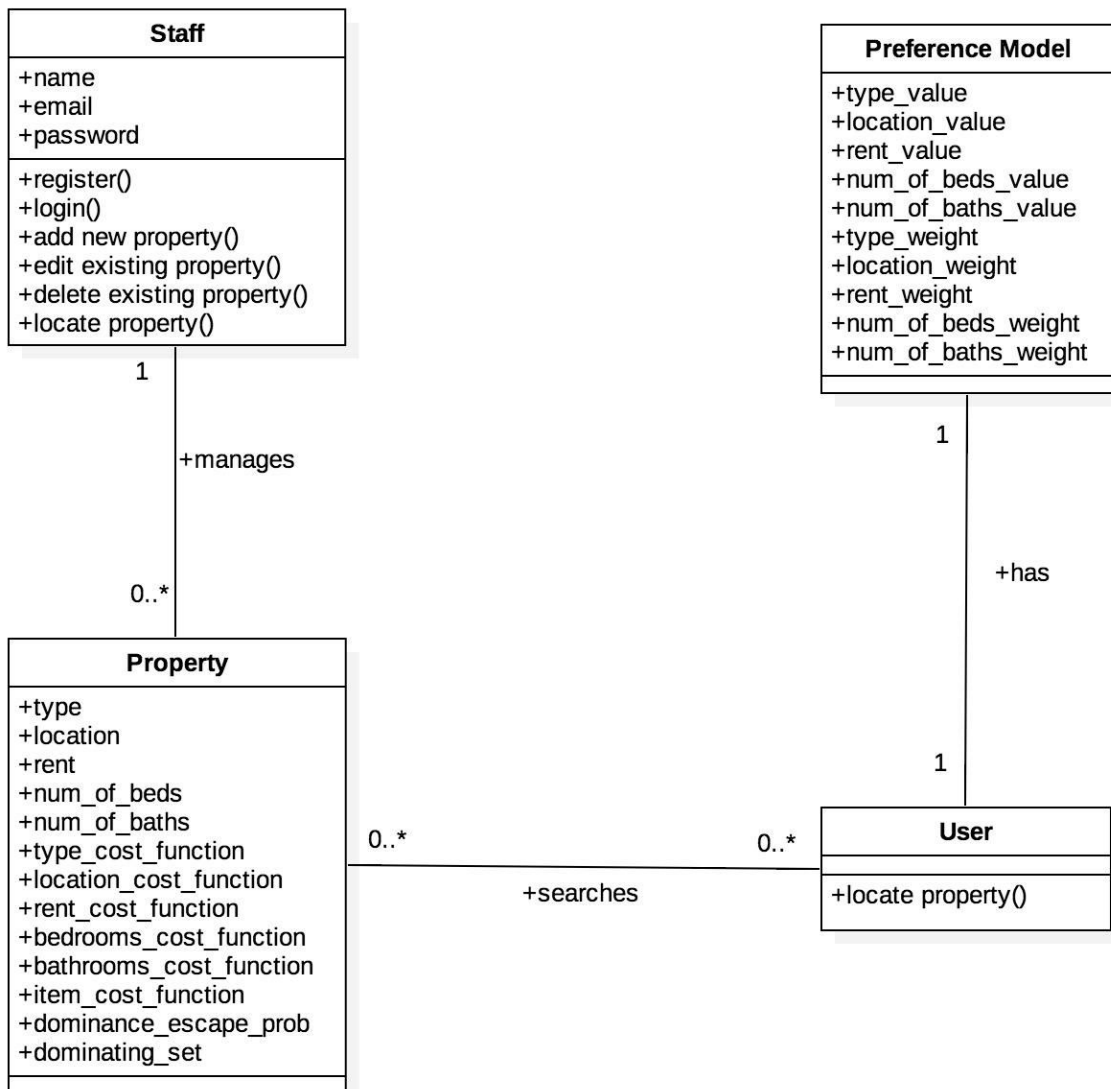 Staff
+name
+email
+password
+register()
+login()
+add new property()
+edit existing property()
+delete existing property()
+locate property()
1
+manages
0..*
Property
+type
+location
+rent
+num_of_beds
+num_of_baths
+type_cost_function
+location_cost_function
+rent_cost_function
+bedrooms_cost_function
+bathrooms_cost_function
+item_cost_function
+dominance_escape_prob
+dominating_set
0..*
+searches
0..*
Preference Model
+type_value
+location_value
+rent_value
+num_of_beds_value
+num_of_baths_value
+type_weight
+location_weight
+rent_weight
+num_of_beds_weight
+num_of_baths_weight
1
+has
1
User
+locate property()